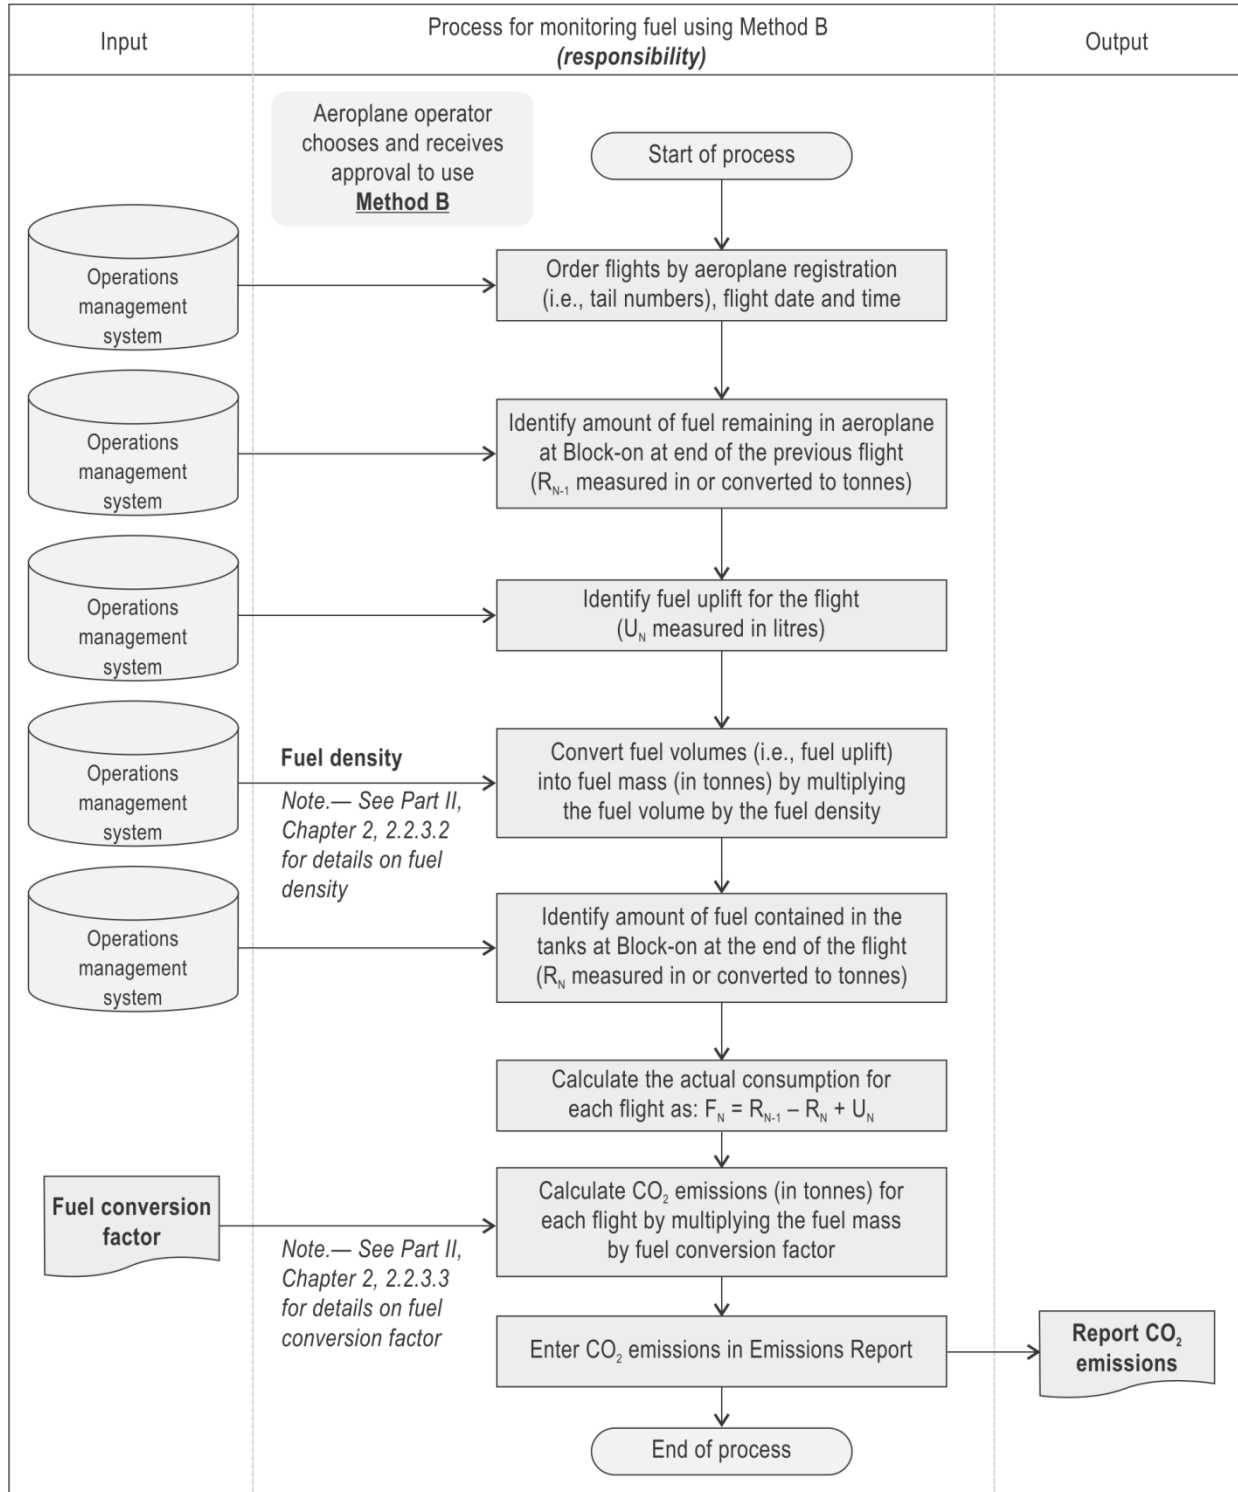 Input
Process for monitoring fuel using Method B
(responsibility)
Output
Aeroplane operator
chooses and receives
approval to use
Method B
Start of process
Operations
management
system
Order flights by aeroplane registration
(i.e., tail numbers), flight date and time
Operations
management
system
Identify amount of fuel remaining in aeroplane
at Block-on at end of the previous flight
(R_{N-1} measured in or converted to tonnes)
Operations
management
system
Identify fuel uplift for the flight
(U_N measured in litres)
Operations
management
system
Fuel density
Note.— See Part II,
Chapter 2, 2.2.3.2
for details on fuel
density
Convert fuel volumes (i.e., fuel uplift)
into fuel mass (in tonnes) by multiplying
the fuel volume by the fuel density
Operations
management
system
Identify amount of fuel contained in the
tanks at Block-on at the end of the flight
(R_N measured in or converted to tonnes)
Calculate the actual consumption for
each flight as: F_N = R_{N-1} – R_N + U_N
Fuel conversion
factor
Note.— See Part II,
Chapter 2, 2.2.3.3
for details on fuel
conversion factor
Calculate CO₂ emissions (in tonnes) for
each flight by multiplying the fuel mass
by fuel conversion factor
Enter CO₂ emissions in Emissions Report
Report CO₂
emissions
End of process